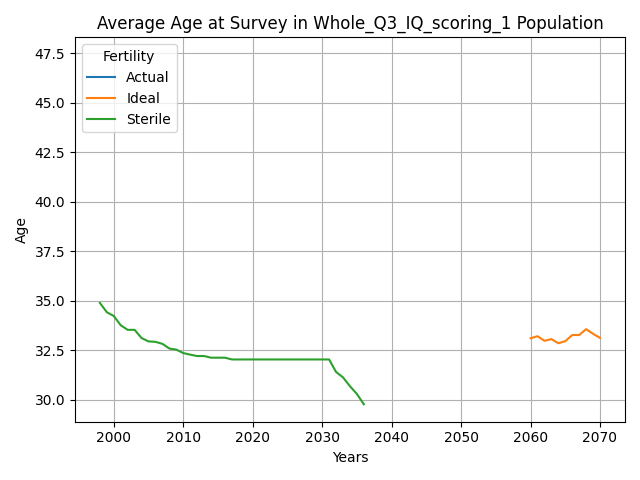 Average Age at Survey in Whole_Q3_IQ_scoring_1 Population
47.5
45.0
42.5
40.0
37.5
35.0
32.5
30.0
Age
Fertility
Actual
Ideal
Sterile
2000 2010 2020 2030 2040 2050 2060 2070
Years